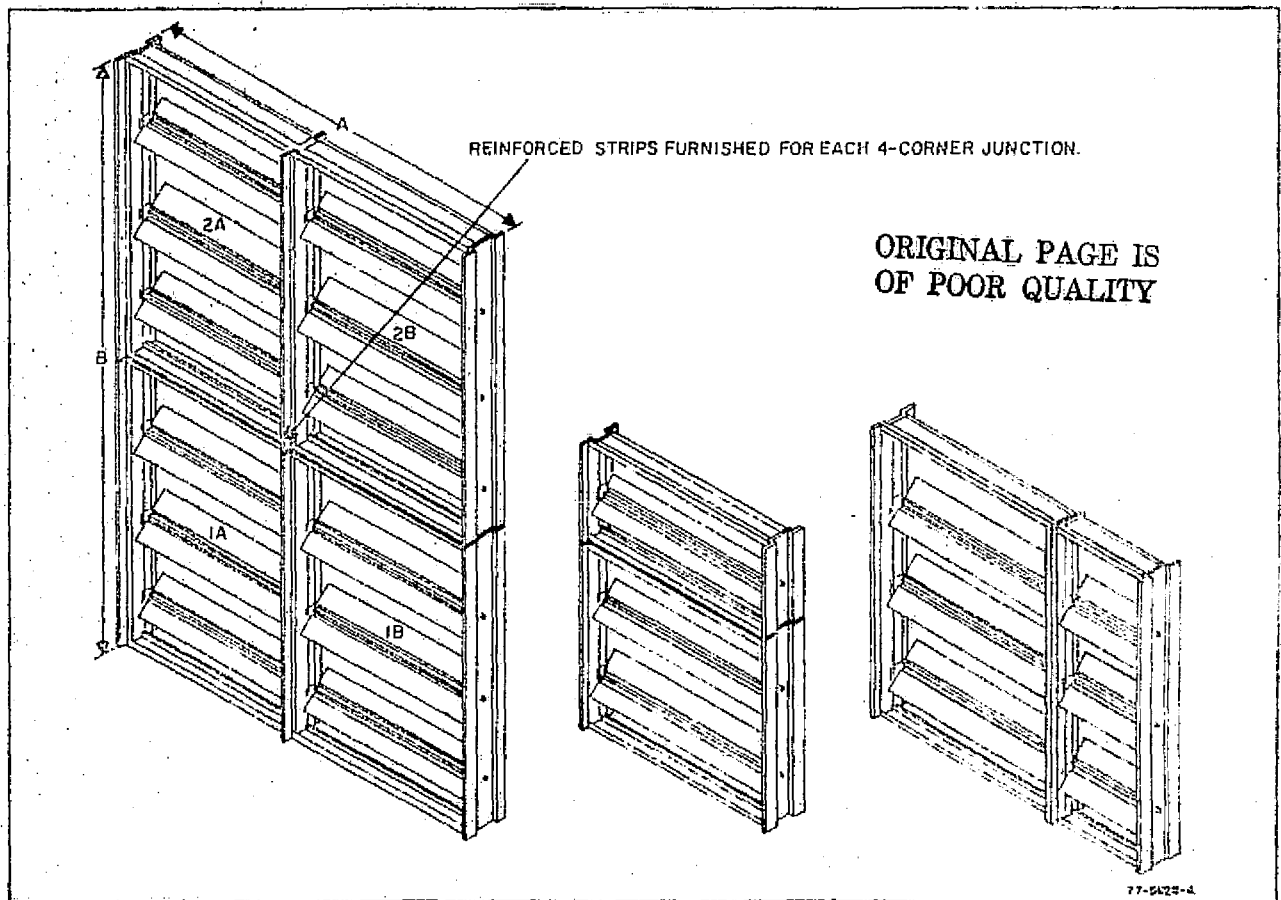 A
REINFORCED STRIPS FURNISHED FOR EACH 4-CORNER JUNCTION.
2A
ORIGINAL PAGE IS
OF POOR QUALITY
2B
B
1A
1B